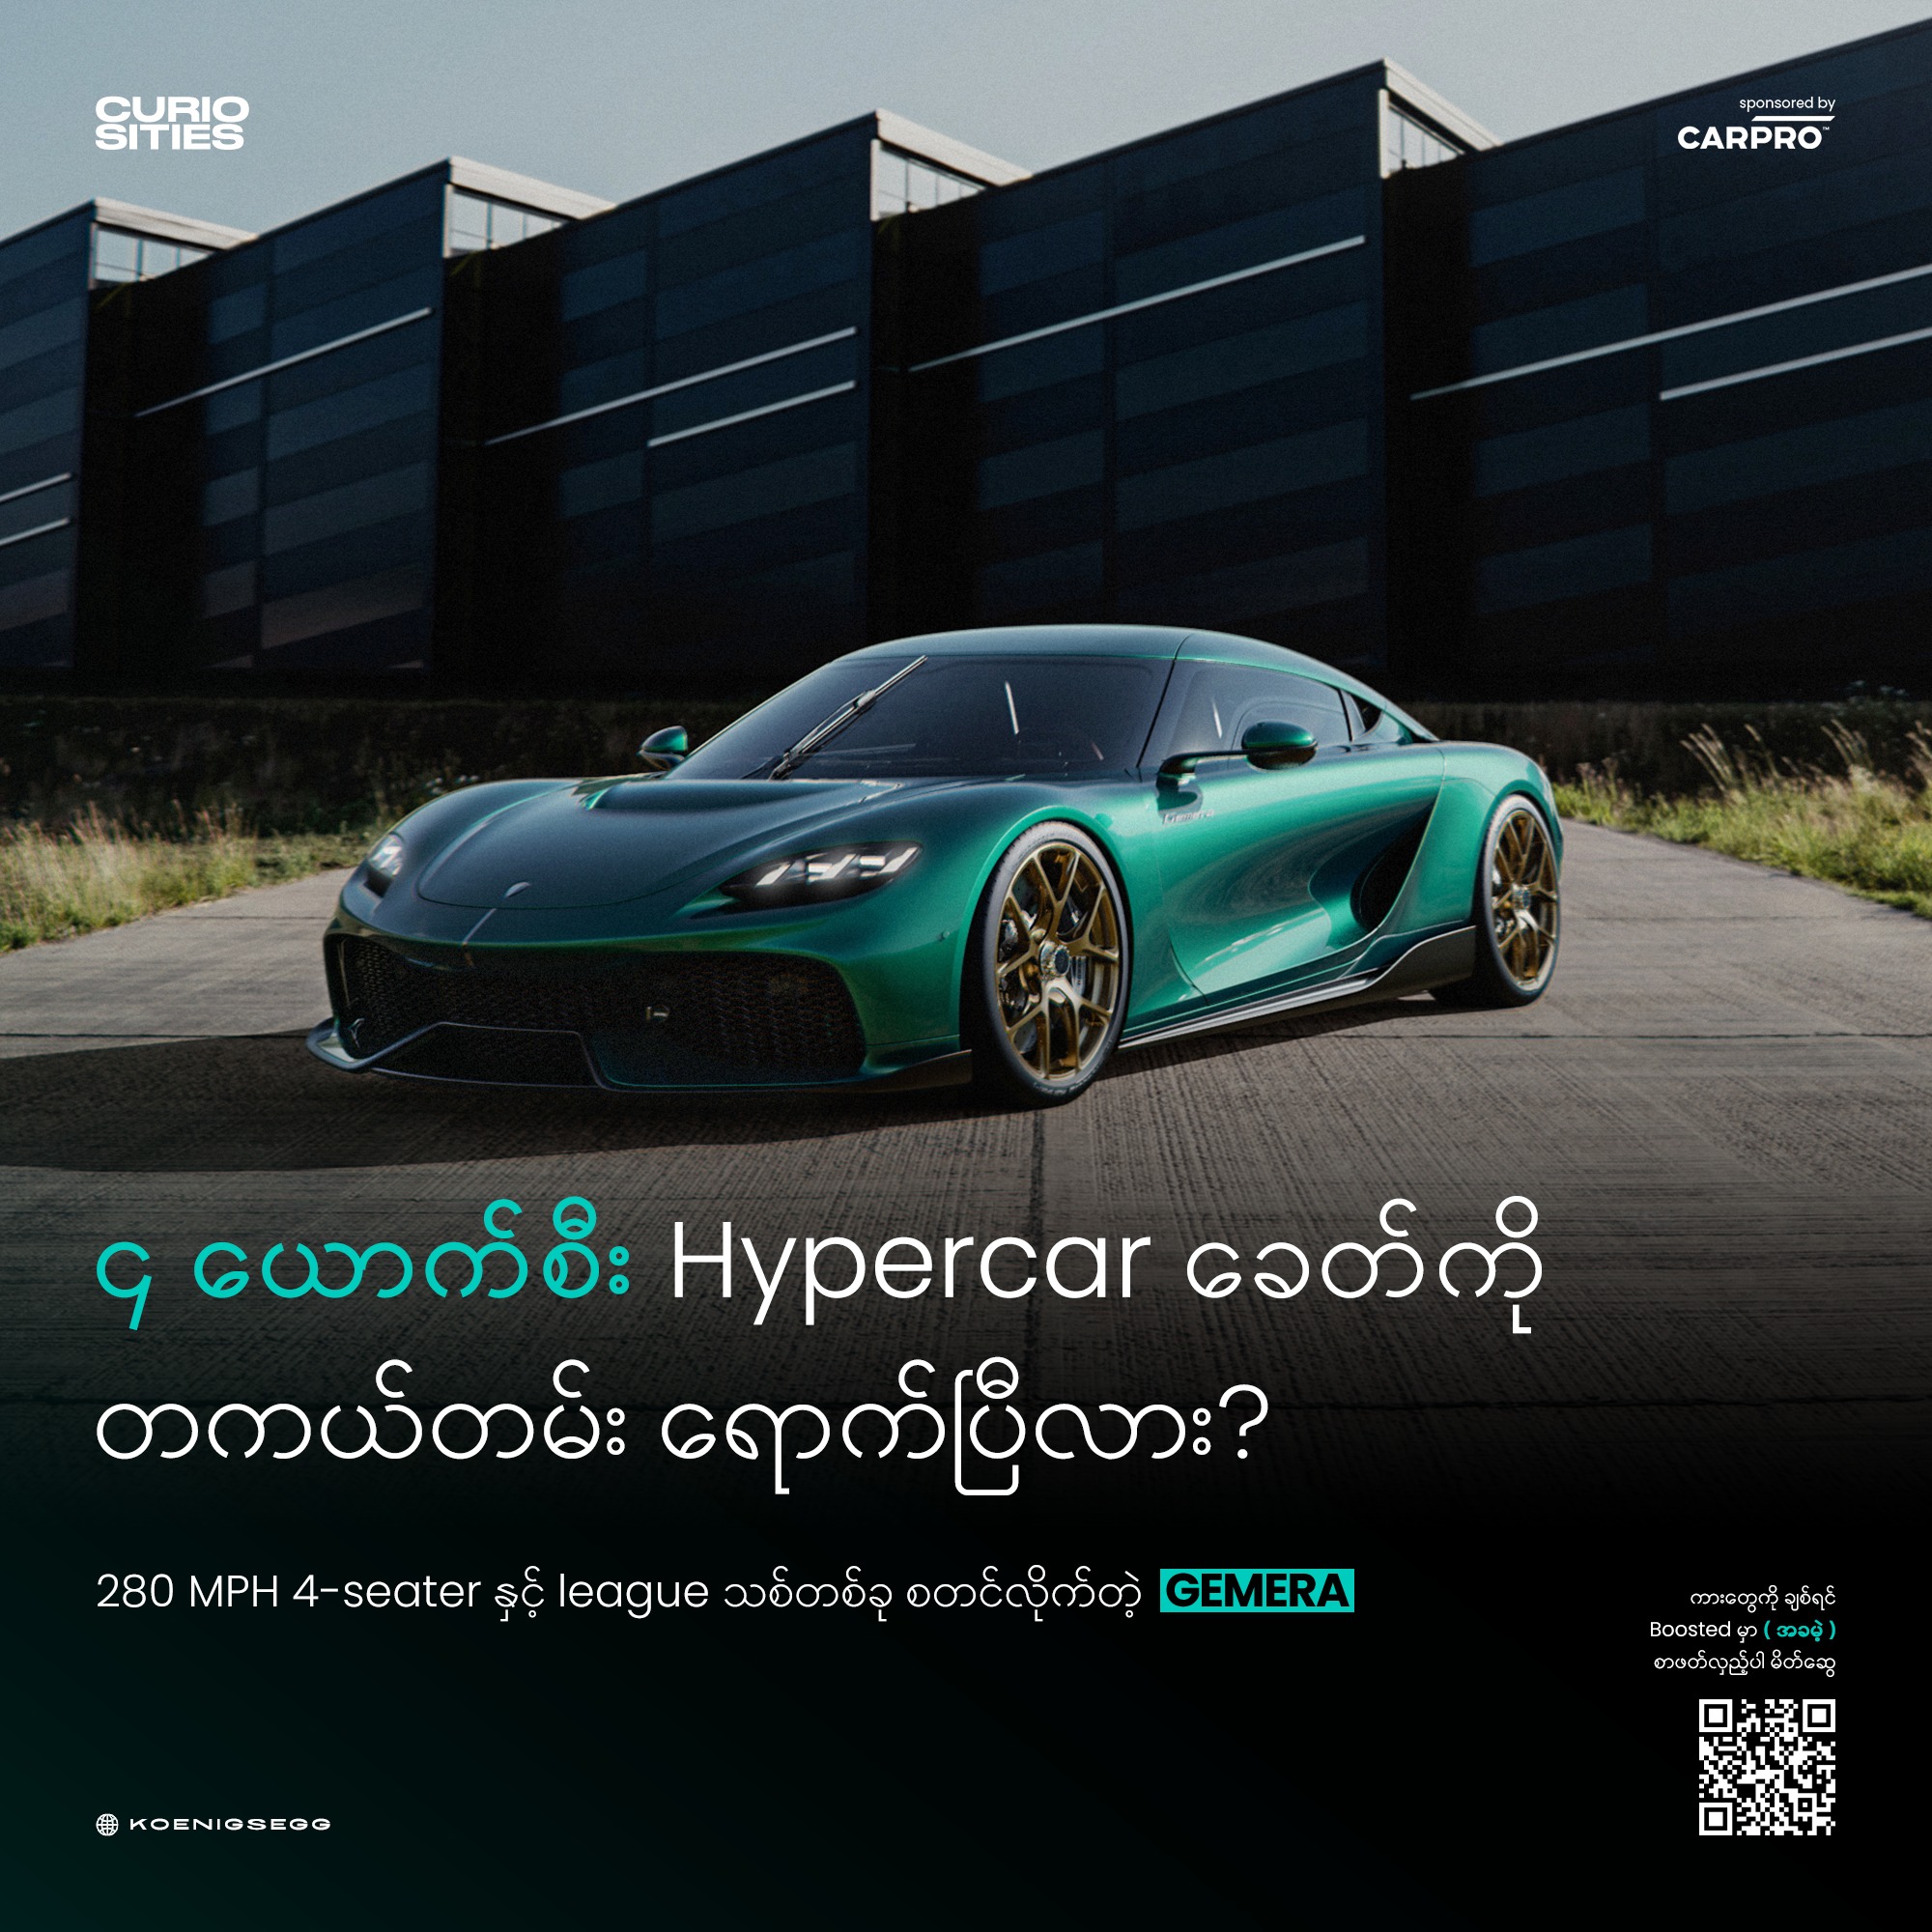 CURIO
SITIES
sponsored by
CARPRO™
၄ ယောက်စီး Hypercar ခေတ်ကို
တကယ်တမ်း ရောက်ပြီလား?
280 MPH 4-seater နှင့် league သစ်တစ်ခု စတင်လိုက်တဲ့ GEMERA
ကားတွေကို ချစ်ရင်
Boosted မှာ ( အခမဲ့ )
စာဖတ်လှည့်ပါ မိတ်ဆွေ
KOENIGSEGG